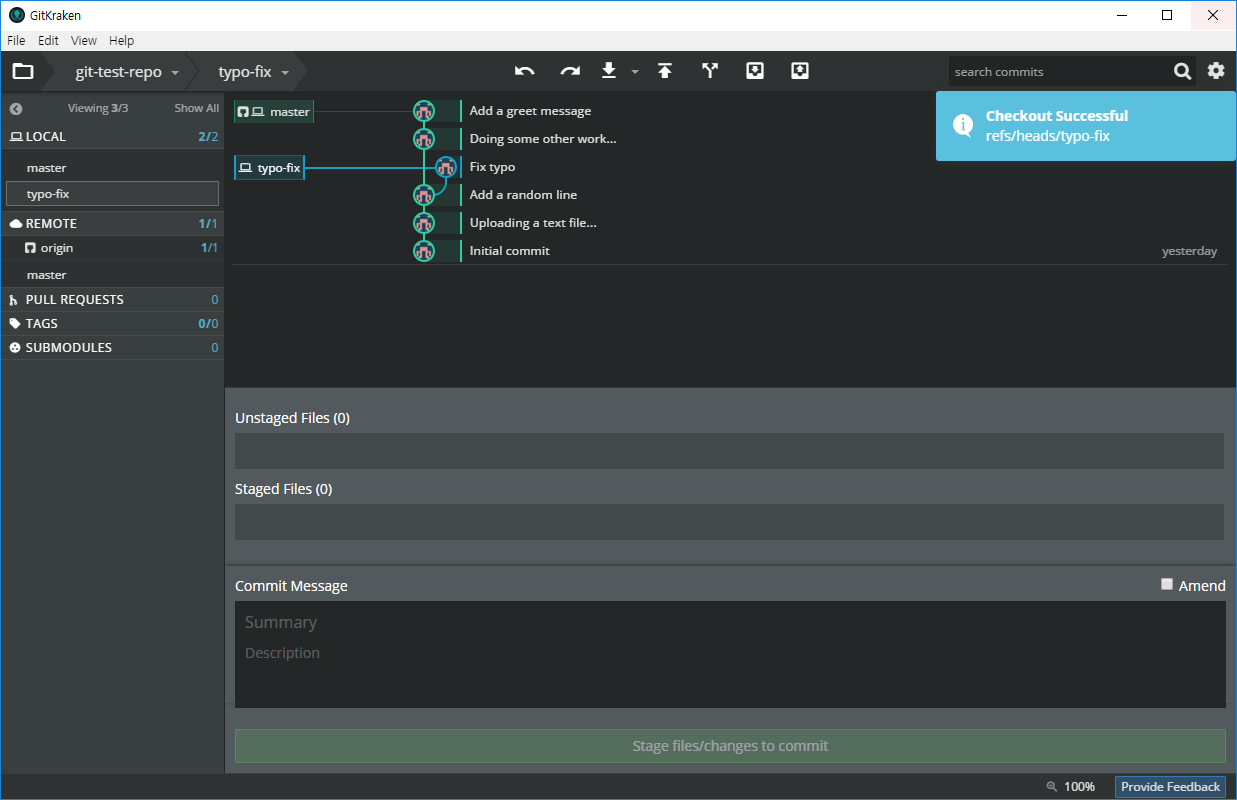 GitKraken
File Edit View Help
git-test-repo typo-fix search commits
Viewing 3/3 Show All
LOCAL 2/2
master
typo-fix
REMOTE 1/1
origin 1/1
master
PULL REQUESTS 0
TAGS 0/0
SUBMODULES 0
master Add a greet message
Doing some other work...
typo-fix Fix typo
Add a random line
Uploading a text file...
Initial commit yesterday
Checkout Successful
refs/heads/typo-fix
Unstaged Files (0)
Staged Files (0)
Commit Message Amend
Summary
Description
Stage files/changes to commit
100% Provide Feedback